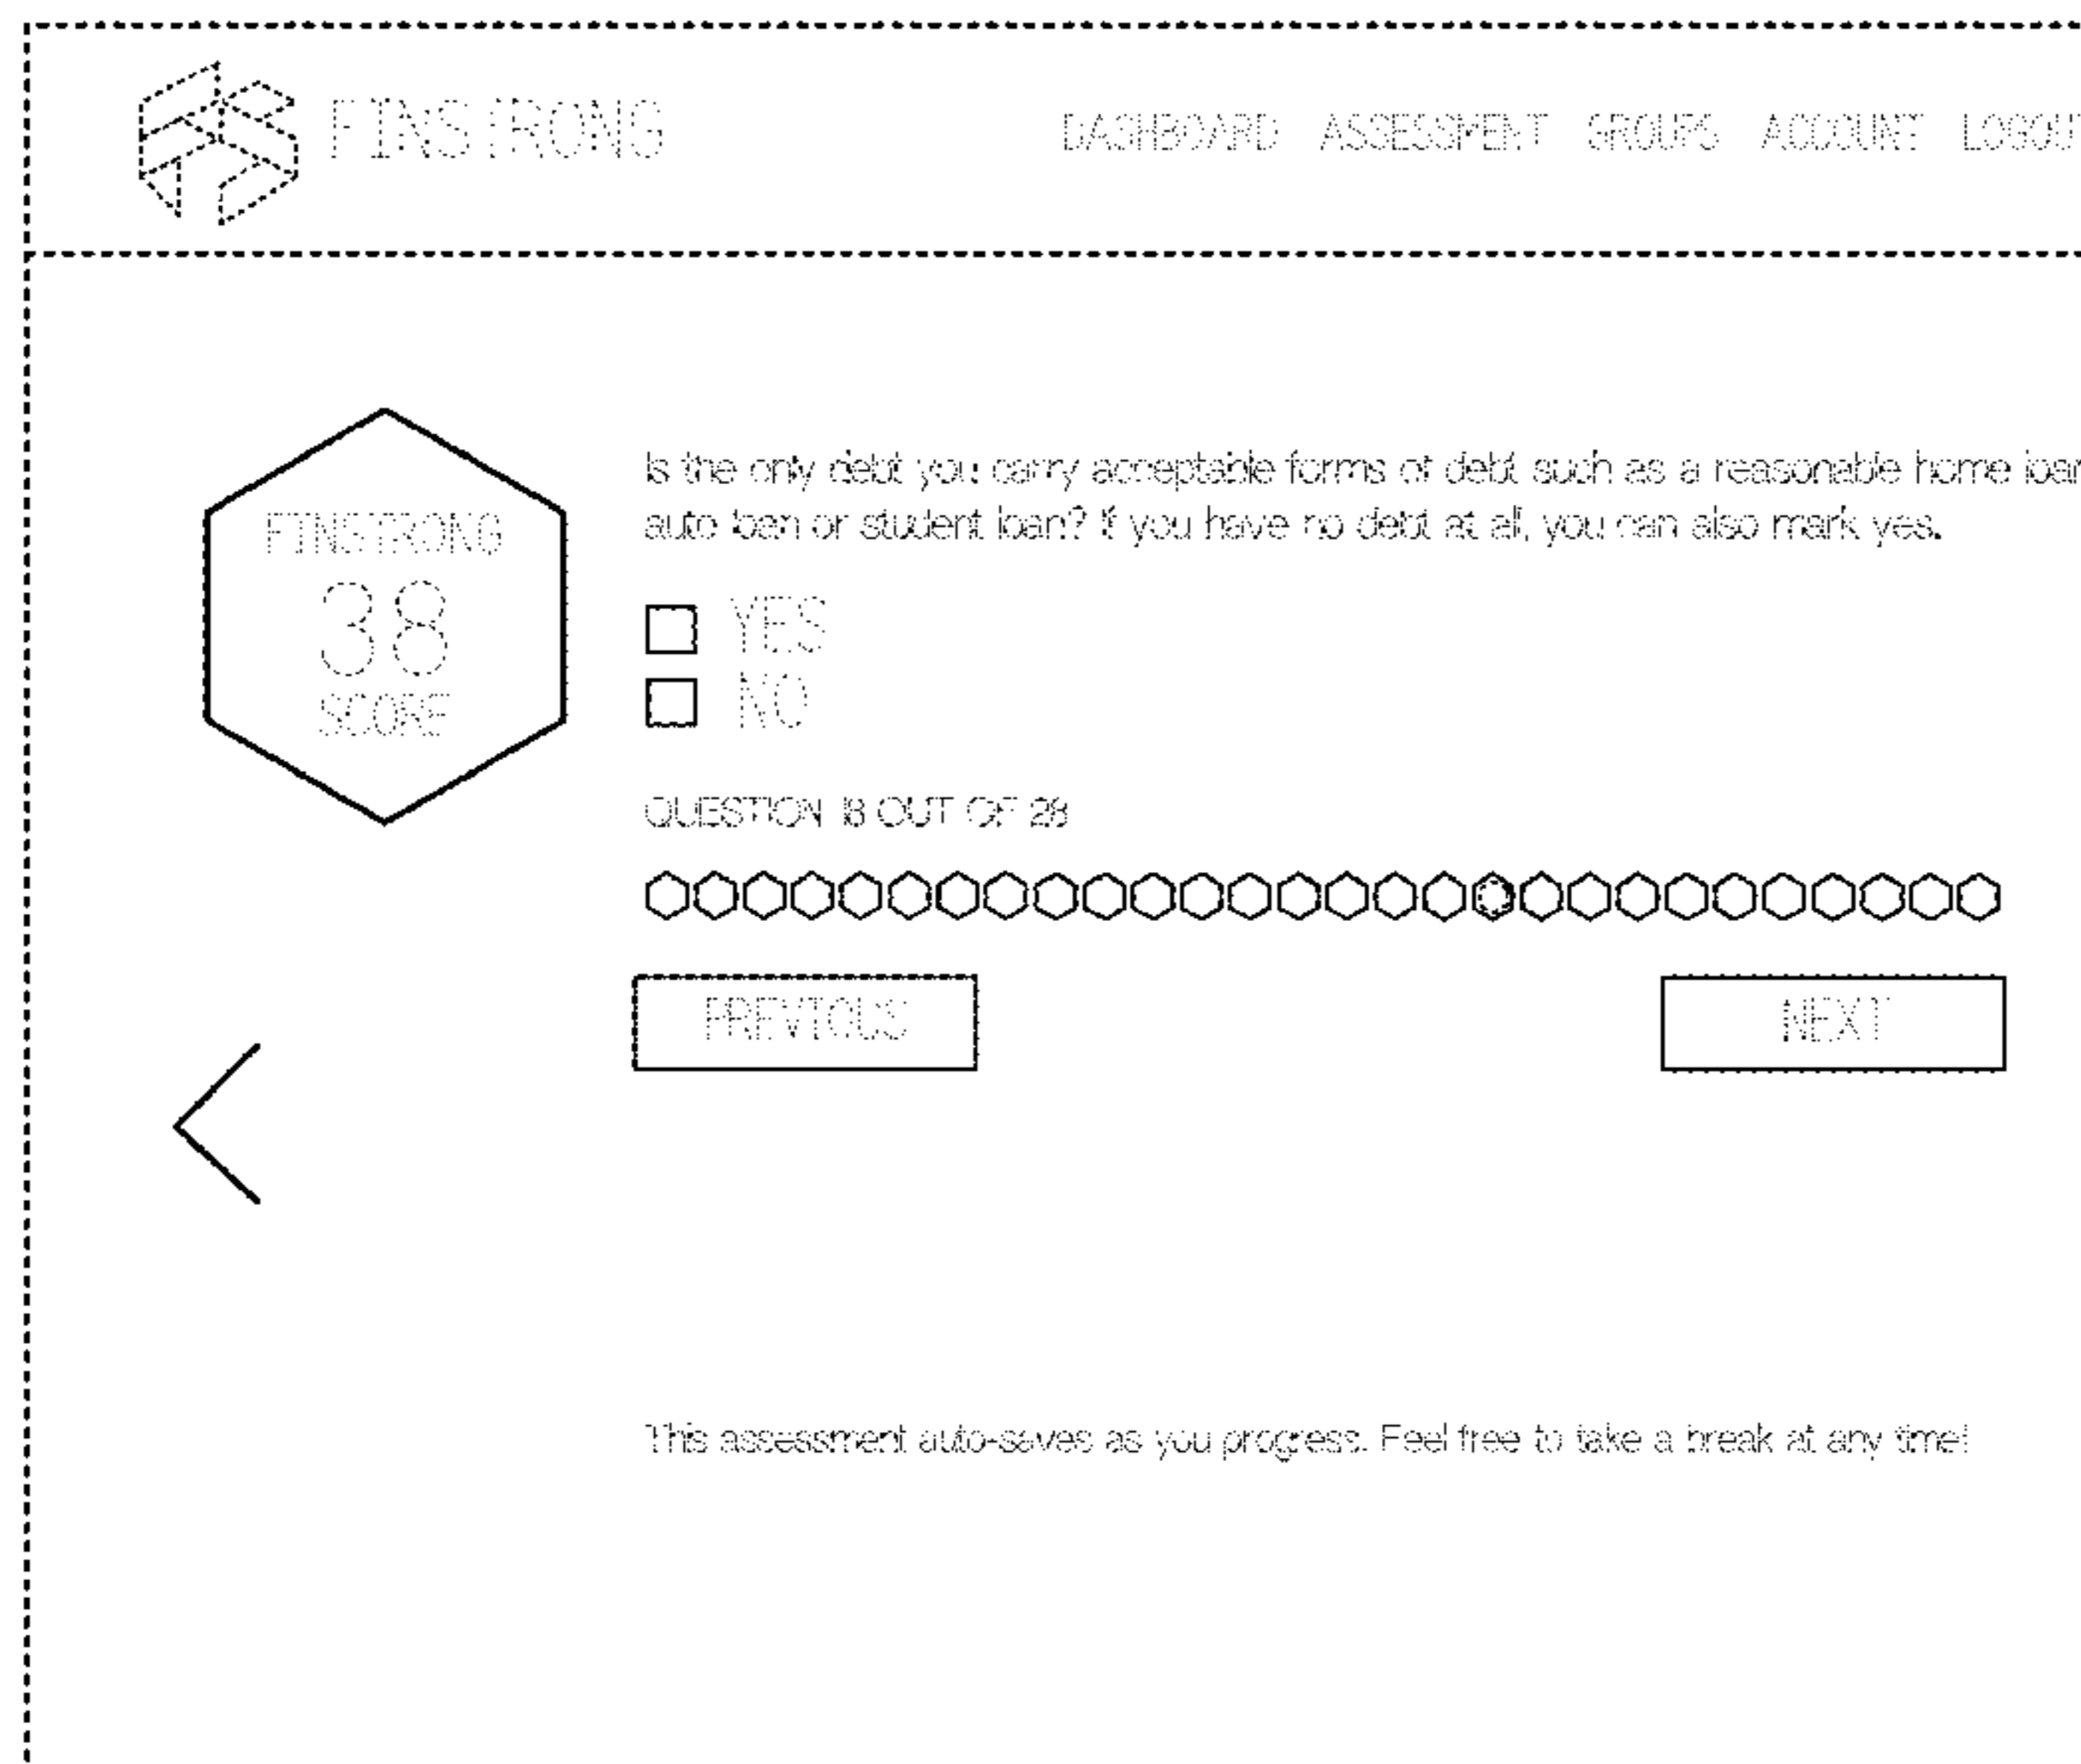 FINSTRONG
DASHBOARD ASSESSMENT GROUPS ACCOUNT LOGOUT
Is the only debt you carry acceptable forms of debt such as a reasonable home loan
auto loan or student loan? If you have no debt at all, you can also mark yes.
FINSTRONG
38
SCORE
YES
NO
QUESTION 18 OUT OF 28
PREVIOUS
NEXT
This assessment auto-saves as you progress. Feel free to take a break at any time!